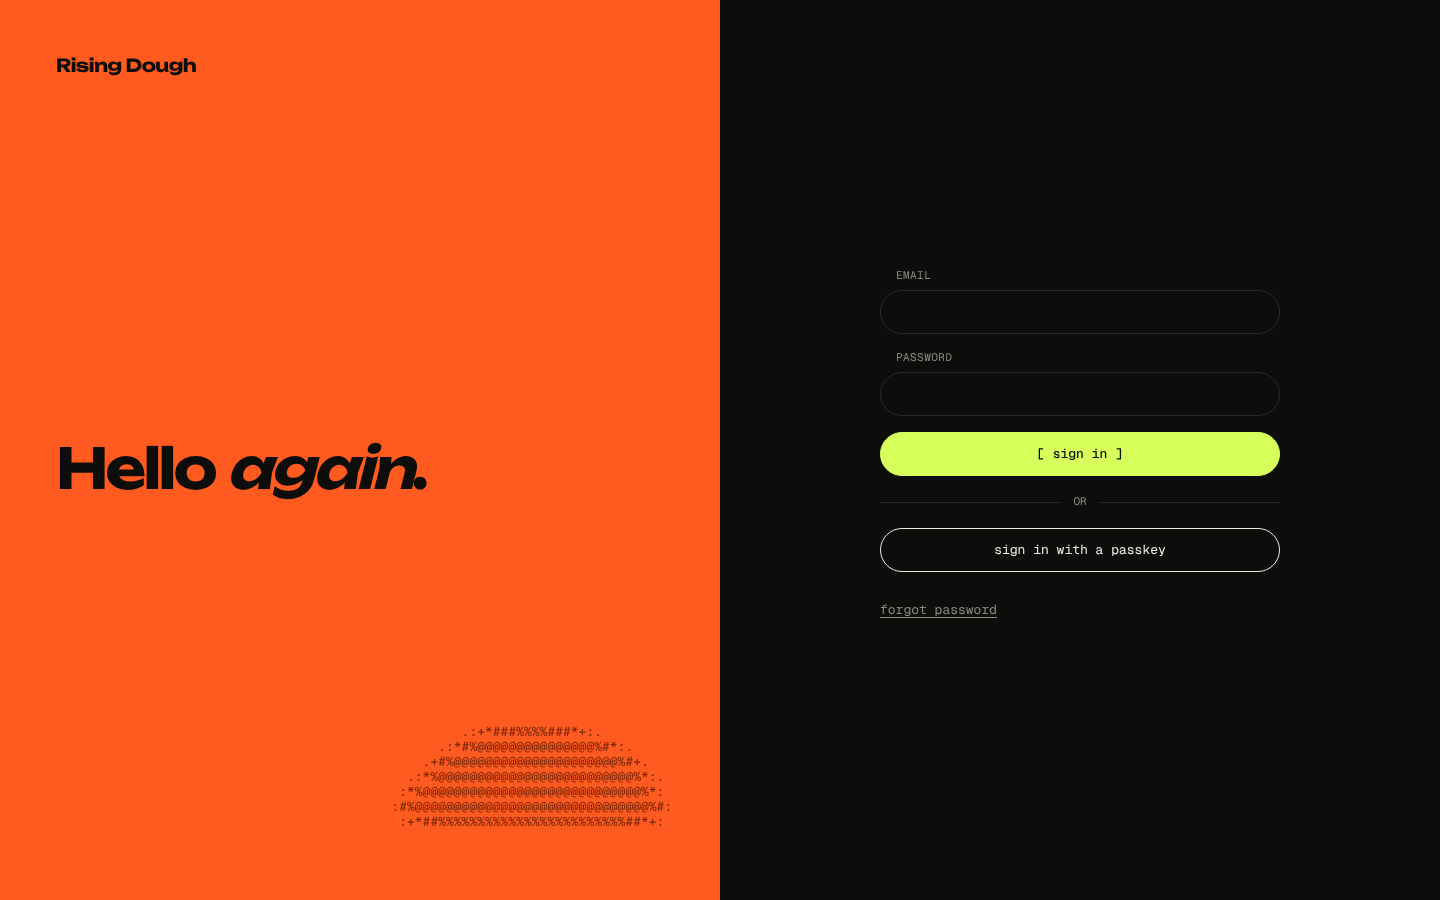 Rising Dough
Hello again.
.:+*###%%%%###*+:.
.:*#%@@@@@@@@@@@@@@@%#*:.
.+#%@@@@@@@@@@@@@@@@@@@@@%#+.
.:*%@@@@@@@@@@@@@@@@@@@@@@@@@%*:.
:*%@@@@@@@@@@@@@@@@@@@@@@@@@@@@%*:
:#%@@@@@@@@@@@@@@@@@@@@@@@@@@@@@@%#:
:+*##%%%%%%%%%%%%%%%%%%%%%%%%##*+:
EMAIL
PASSWORD
[ sign in ]
OR
sign in with a passkey
forgot password